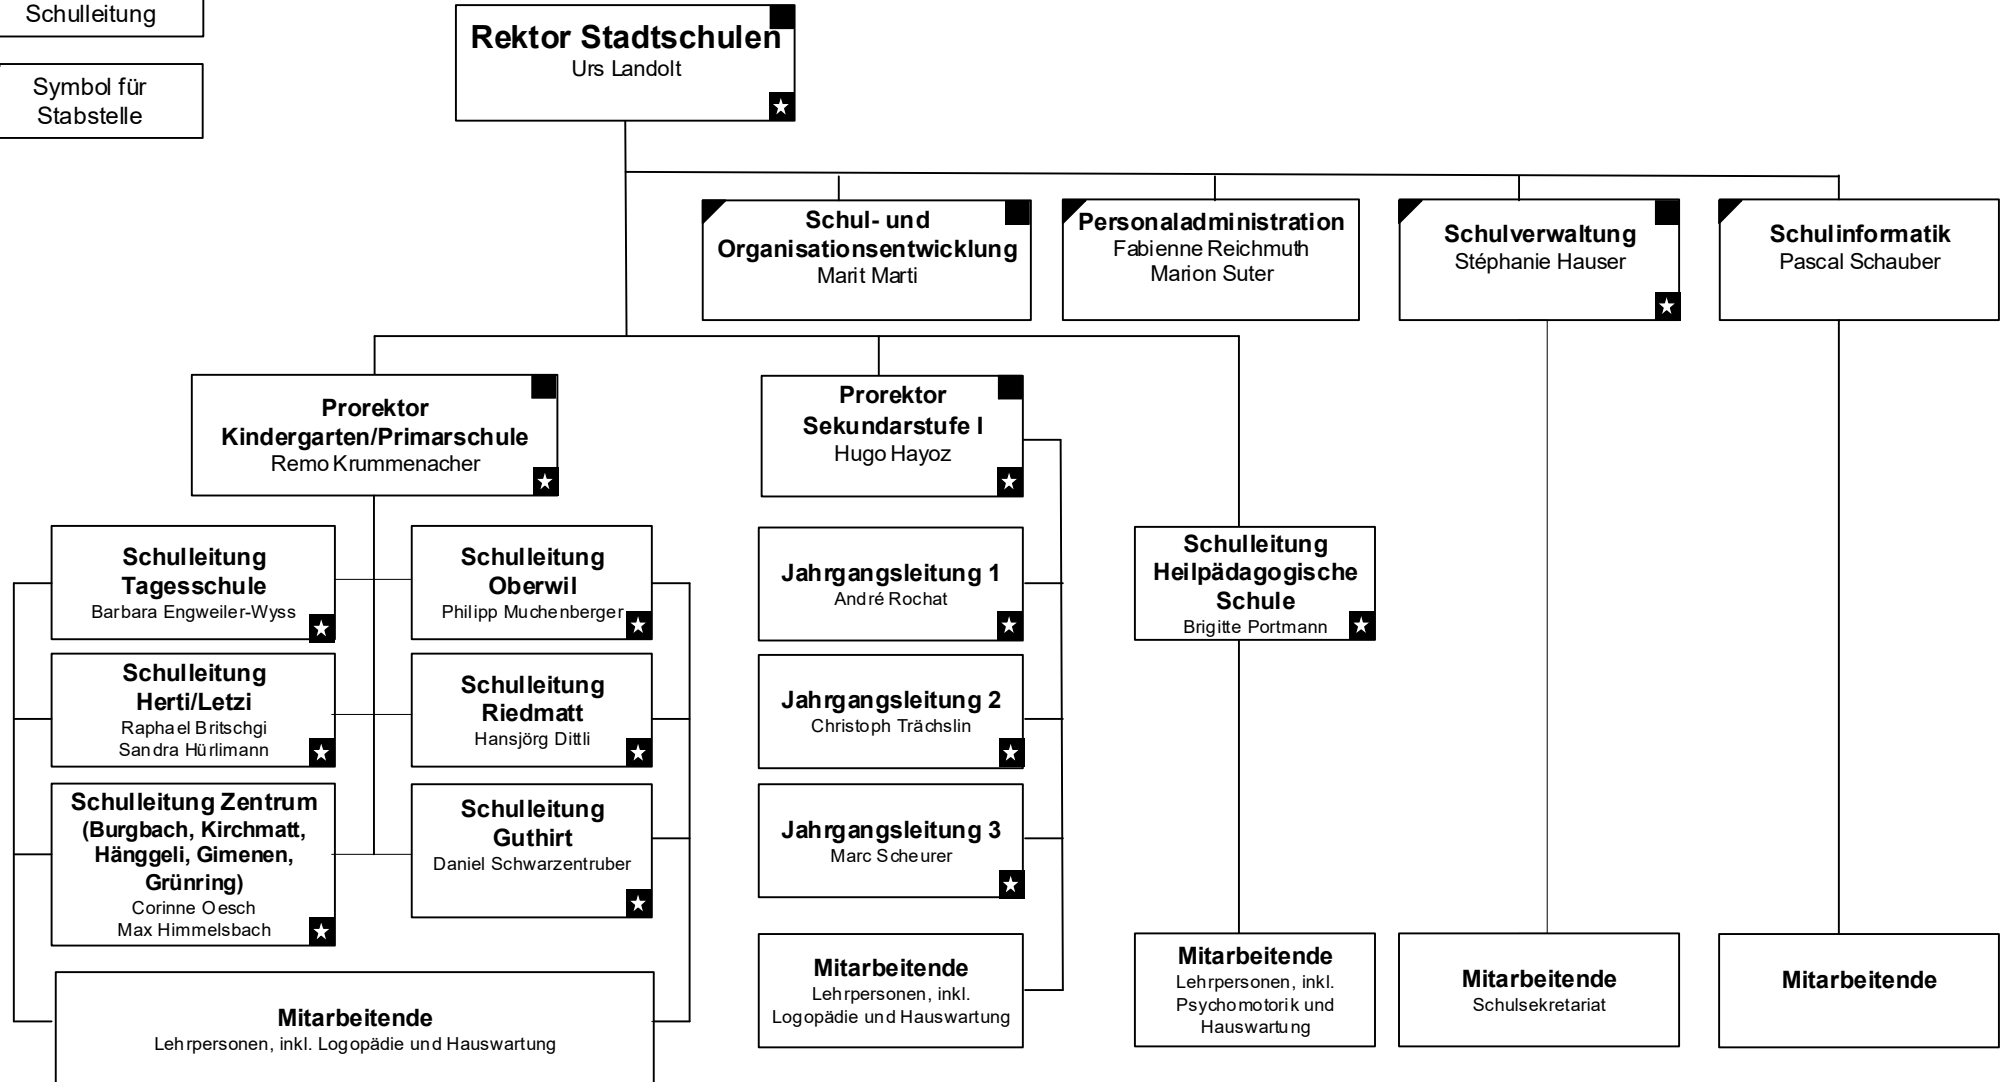 Schulleitung
Symbol für
Stabstelle
Rektor Stadtschulen
Urs Landolt
Schul- und
Organisationsentwicklung
Marit Marti
Personaladministration
Fabienne Reichmuth
Marion Suter
Schulverwaltung
Stéphanie Hauser
Schulinformatik
Pascal Schauber
Prorektor
Kindergarten/Primarschule
Remo Krummenacher
Prorektor
Sekundarstufe I
Hugo Hayoz
Schulleitung
Tagesschule
Barbara Engweiler-Wyss
Schulleitung
Oberwil
Philipp Muchenberger
Jahrgangsleitung 1
André Rochat
Schulleitung
Heilpädagogische
Schule
Brigitte Portmann
Schulleitung
Herti/Letzi
Raphael Britschgi
Sandra Hürlimann
Schulleitung
Riedmatt
Hansjörg Dittli
Jahrgangsleitung 2
Christoph Trächslin
Schulleitung Zentrum
(Burgbach, Kirchmatt,
Hänggeli, Gimenen,
Grünring)
Corinne Oesch
Max Himmelsbach
Schulleitung
Guthirt
Daniel Schwarzentruber
Jahrgangsleitung 3
Marc Scheurer
Mitarbeitende
Lehrpersonen, inkl. Logopädie und Hauswartung
Mitarbeitende
Lehrpersonen, inkl.
Logopädie und Hauswartung
Mitarbeitende
Lehrpersonen, inkl.
Psychomotorik und
Hauswartung
Mitarbeitende
Schulsekretariat
Mitarbeitende